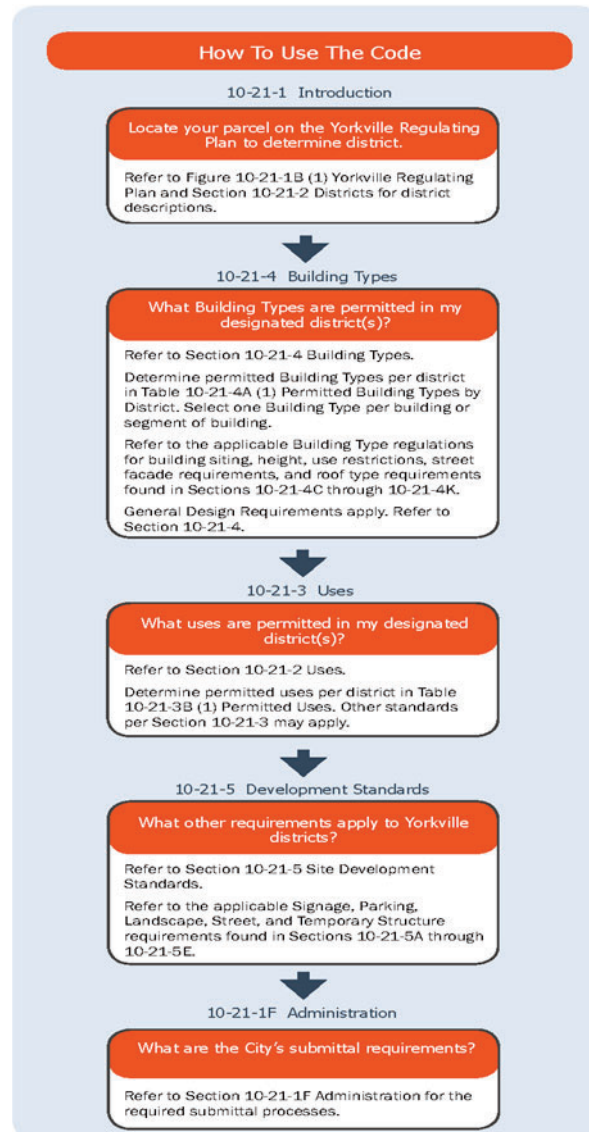 How To Use The Code
10-21-1 Introduction
Locate your parcel on the Yorkville Regulating
Plan to determine district.
Refer to Figure 10-21-1B (1) Yorkville Regulating
Plan and Section 10-21-2 Districts for district
descriptions.
10-21-4 Building Types
What Building Types are permitted in my
designated district(s)?
Refer to Section 10-21-4 Building Types.
Determine permitted Building Types per district
in Table 10-21-4A (1) Permitted Building Types by
District. Select one Building Type per building or
segment of building.
Refer to the applicable Building Type regulations
for building siting, height, use restrictions, street
facade requirements, and roof type requirements
found in Sections 10-21-4C through 10-21-4K.
General Design Requirements apply. Refer to
Section 10-21-4.
10-21-3 Uses
What uses are permitted in my designated
district(s)?
Refer to Section 10-21-2 Uses.
Determine permitted uses per district in Table
10-21-3B (1) Permitted Uses. Other standards
per Section 10-21-3 may apply.
10-21-5 Development Standards
What other requirements apply to Yorkville
districts?
Refer to Section 10-21-5 Site Development
Standards.
Refer to the applicable Signage, Parking,
Landscape, Street, and Temporary Structure
requirements found in Sections 10-21-5A through
10-21-5E.
10-21-1F Administration
What are the City's submittal requirements?
Refer to Section 10-21-1F Administration for the
required submittal processes.